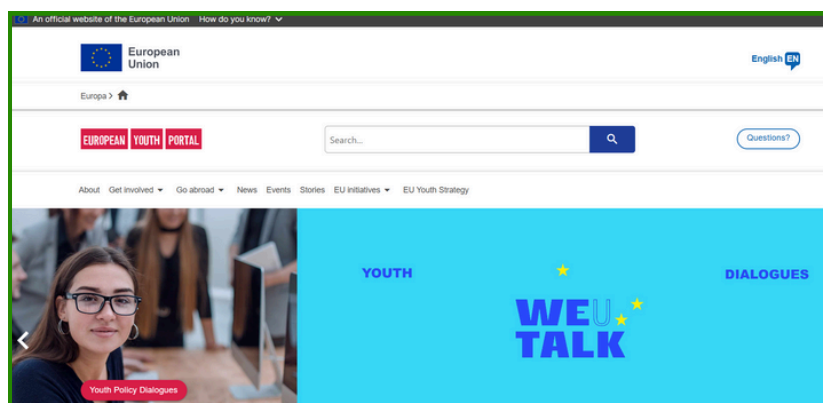 An official website of the European Union How do you know?
European
Union
English EN
Europa >
EUROPEAN YOUTH PORTAL
Search...
Questions?
About Get involved Go abroad News Events Stories EU initiatives EU Youth Strategy
YOUTH
DIALOGUES
WEU
TALK
Youth Policy Dialogues